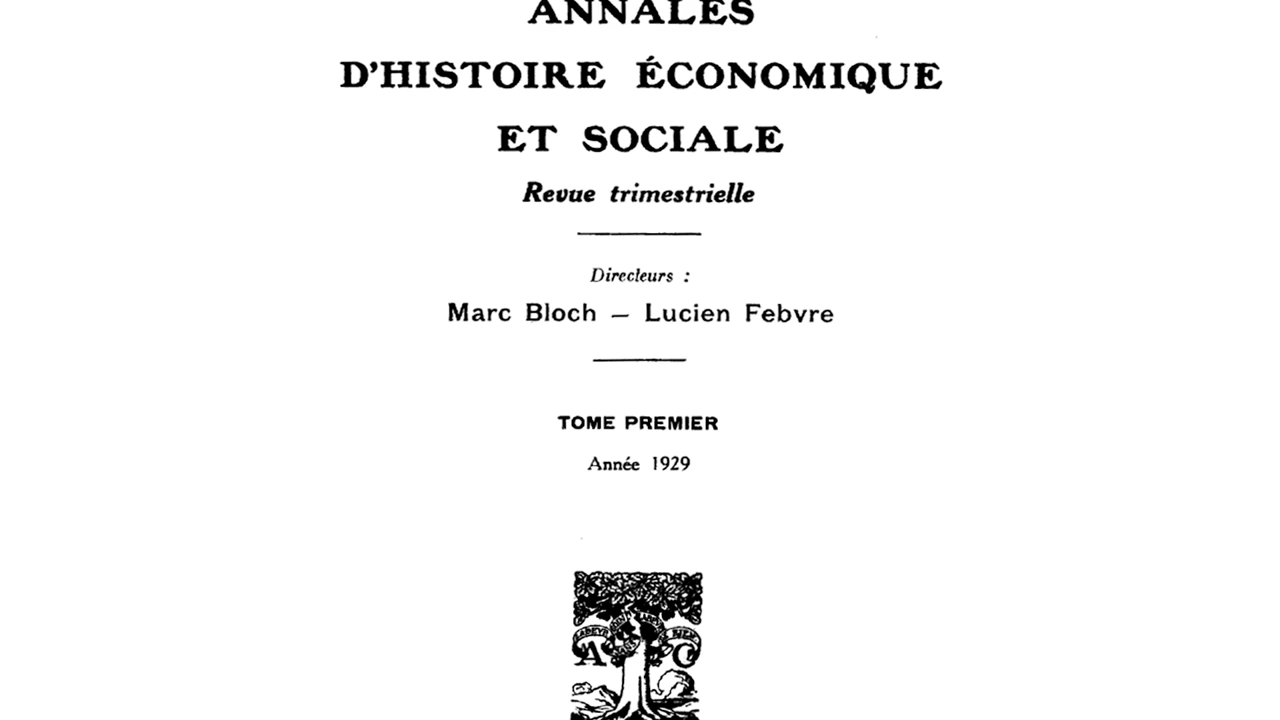 ANNALES
D'HISTOIRE ÉCONOMIQUE
ET SOCIALE
Revue trimestrielle
Directeurs :
Marc Bloch — Lucien Febvre
TOME PREMIER
Année 1929
A C